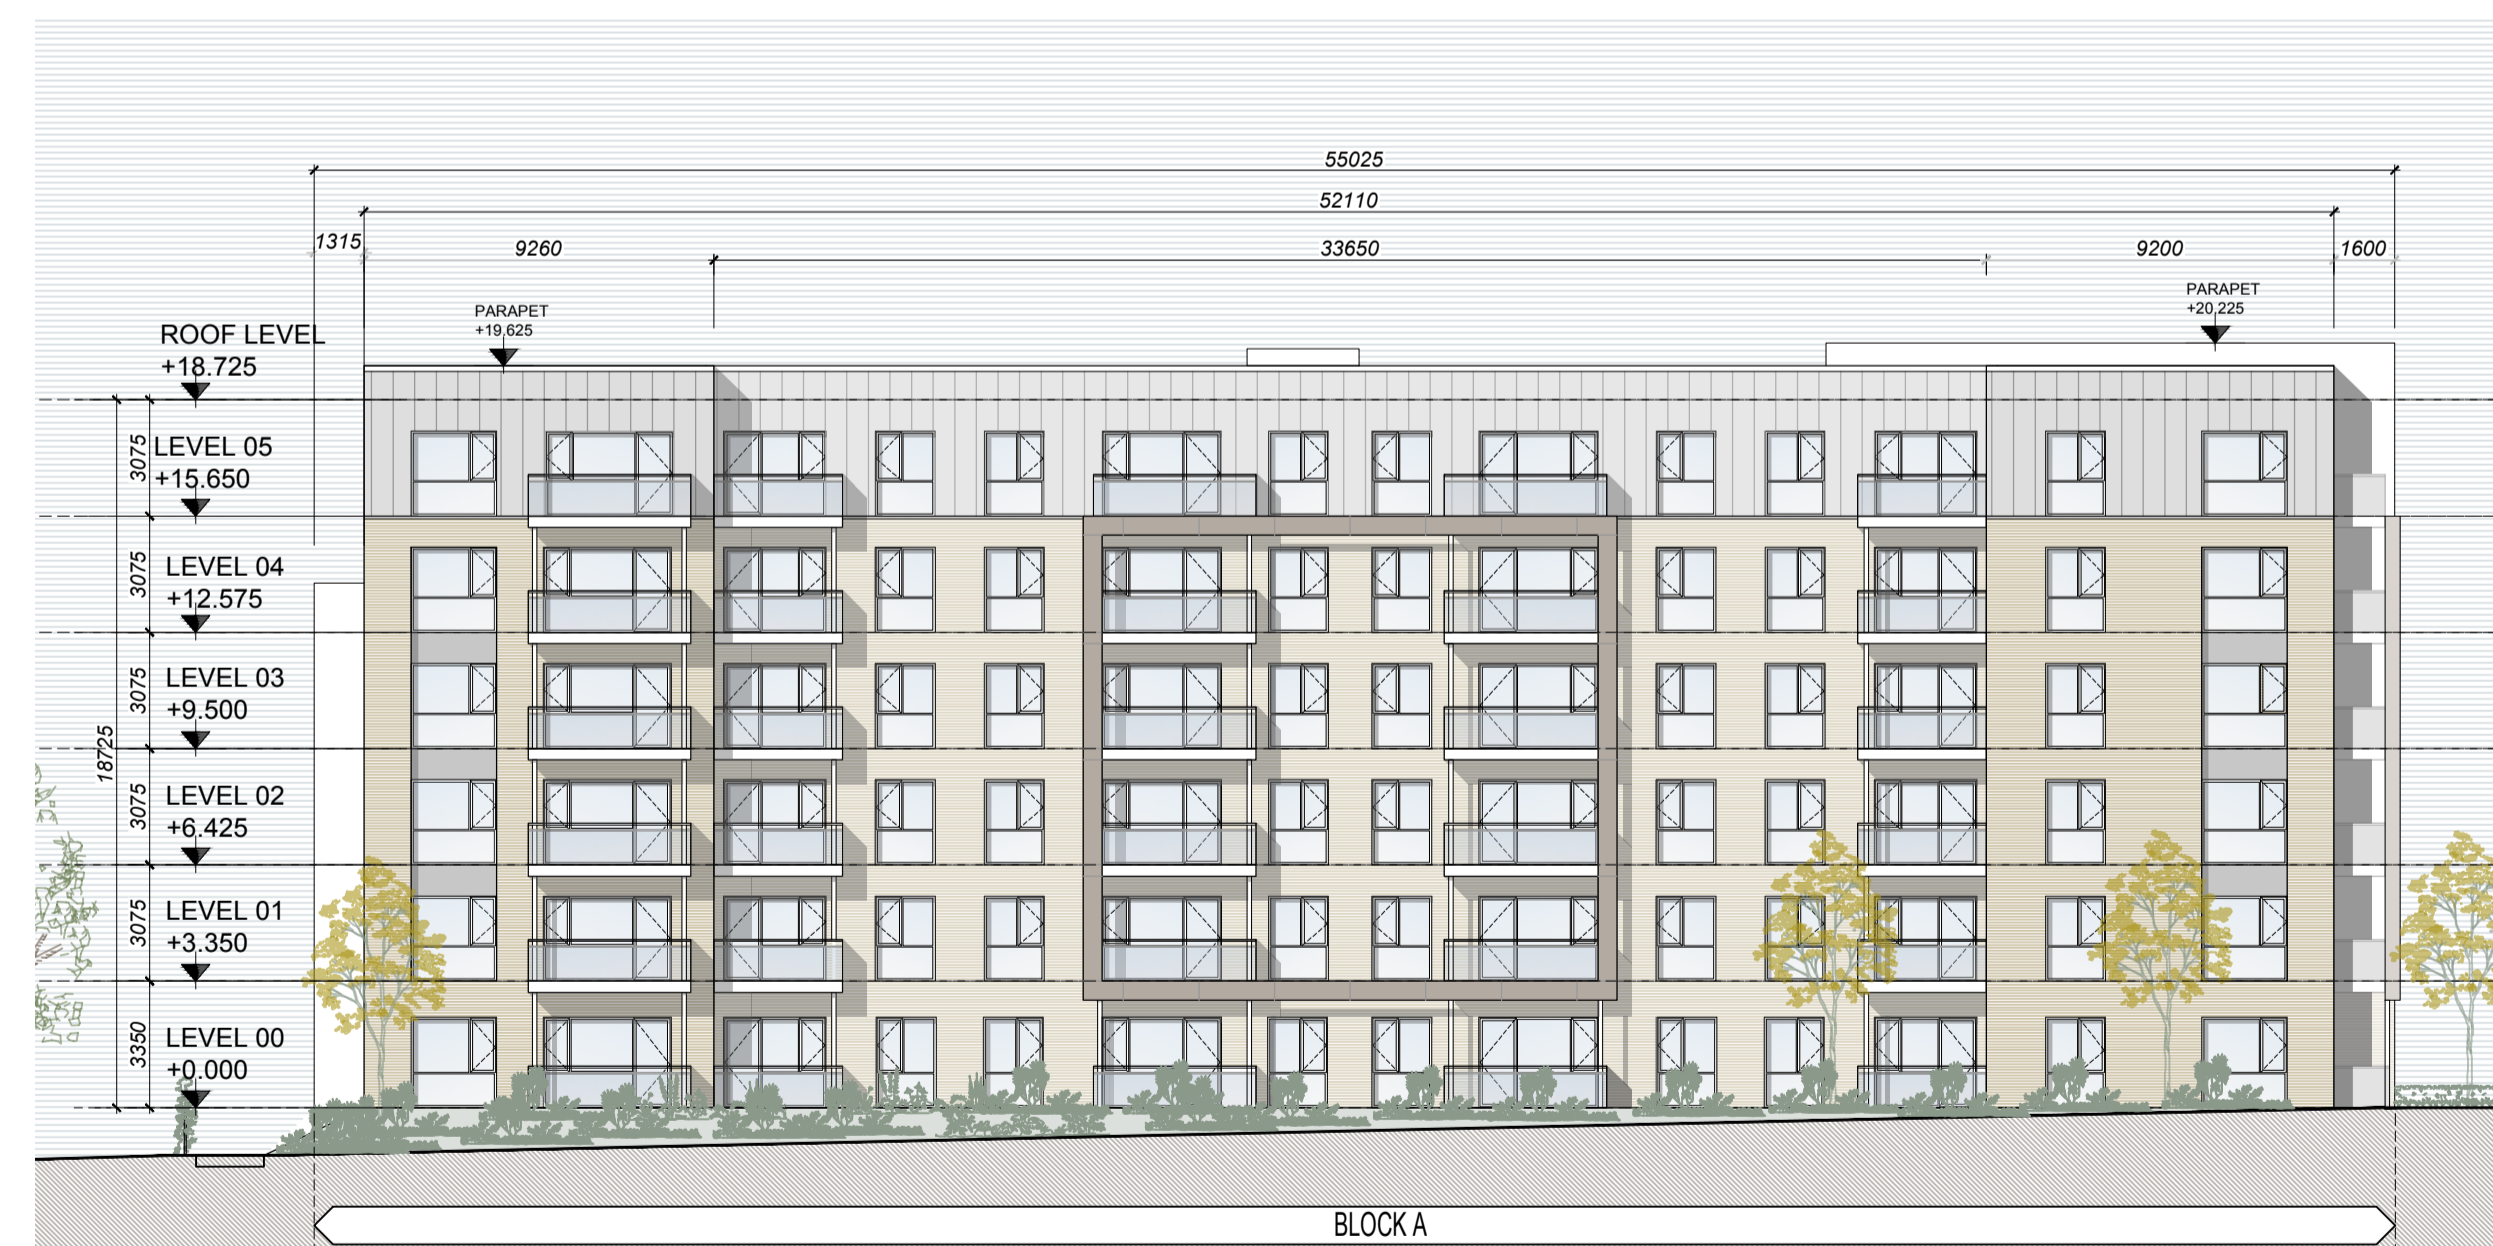 55025
52110
1315
9260
33650
9200
1600
PARAPET
+19.625
PARAPET
+20.225
ROOF LEVEL
+18.725
3075
LEVEL 05
+15.650
3075
LEVEL 04
+12.575
3075
LEVEL 03
+9.500
18725
3075
LEVEL 02
+6.425
3075
LEVEL 01
+3.350
3350
LEVEL 00
+0.000
BLOCK A